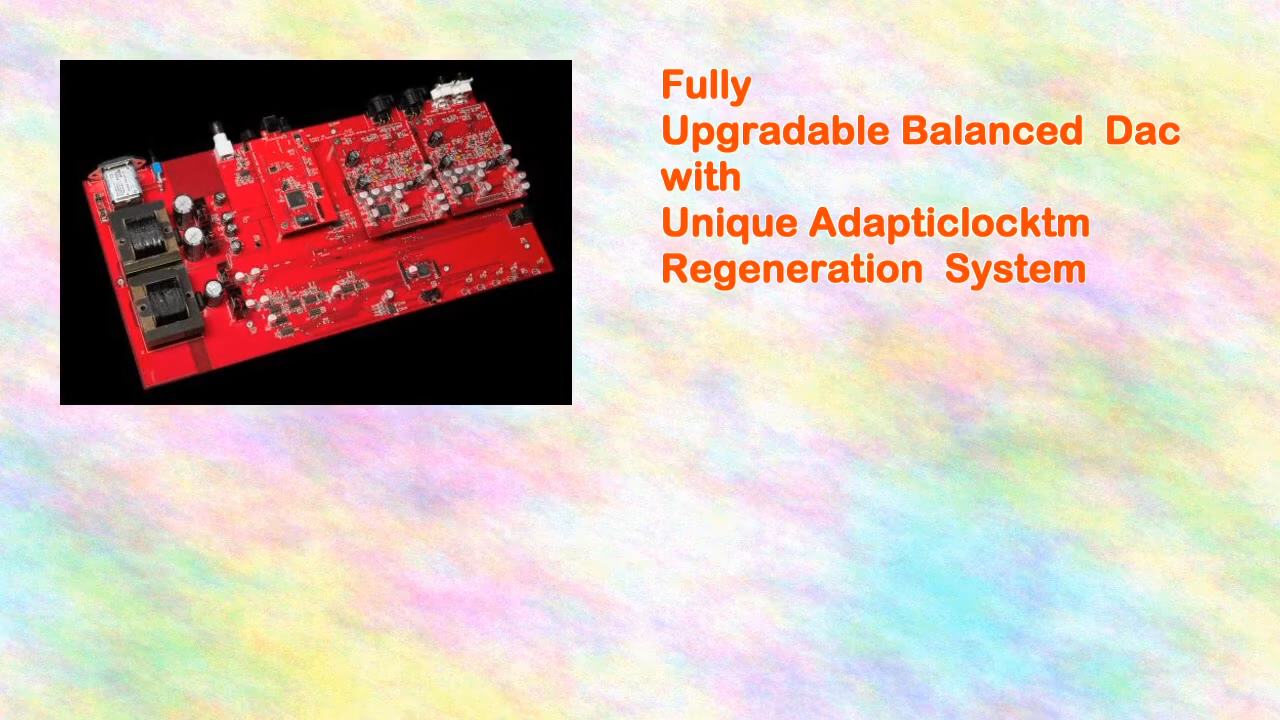 Fully
Upgradable Balanced  Dac
with
Unique Adapticlocktm
Regeneration  System